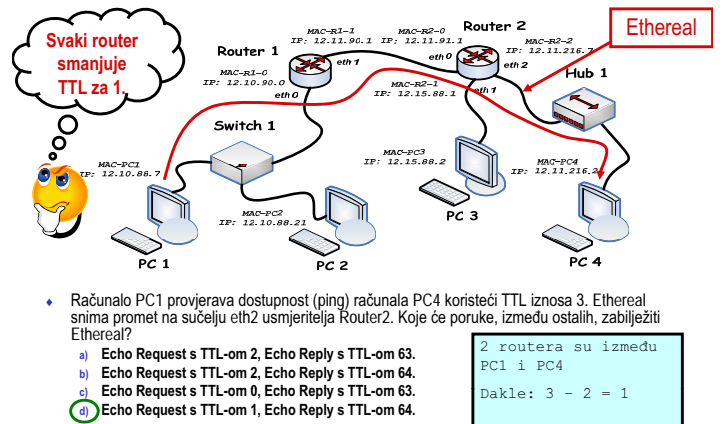 Svaki router
smanjuje
TTL za 1.
Ethereal
Router 1
MAC-R1-1
IP: 12.11.90.1
eth 1
MAC-R1-0
IP: 12.10.90.0
eth 0
MAC-R2-0
IP: 12.11.91.1
eth 0
Router 2
MAC-R2-2
IP: 12.11.216.7
eth 2
MAC-R2-1
IP: 12.15.88.1
eth 1
Hub 1
Switch 1
MAC-PC1
IP: 12.10.86.7
PC 1
MAC-PC2
IP: 12.10.88.21
PC 2
MAC-PC3
IP: 12.15.88.2
PC 3
MAC-PC4
IP: 12.11.216.2
PC 4
Računalo PC1 provjerava dostupnost (ping) računala PC4 koristeći TTL iznosa 3. Ethereal
snima promet na sučelju eth2 usmjeritelja Router2. Koje će poruke, između ostalih, zabilježiti
Ethereal?
a) Echo Request s TTL-om 2, Echo Reply s TTL-om 63.
b) Echo Request s TTL-om 2, Echo Reply s TTL-om 64.
c) Echo Request s TTL-om 0, Echo Reply s TTL-om 63.
d) Echo Request s TTL-om 1, Echo Reply s TTL-om 64.
2 routera su između
PC1 i PC4
Dakle: 3 – 2 = 1